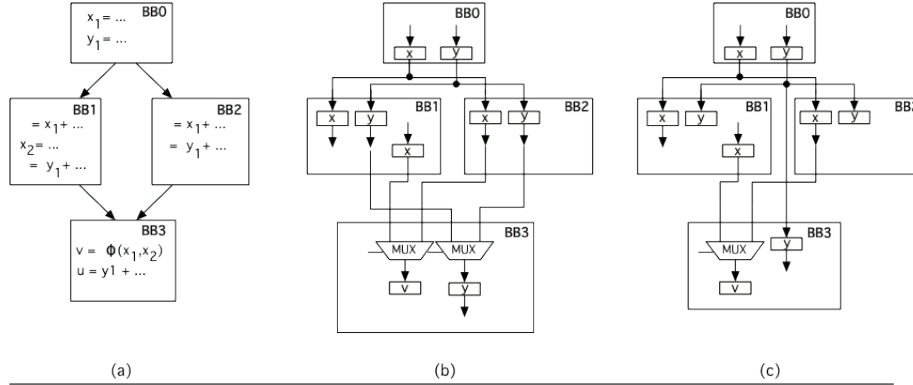 BB0
x1= ...
y1= ...
BB1
= x1+ ...
x2= ...
= y1+ ...
BB2
= x1+ ...
= y1+ ...
BB3
v = Φ(x1,x2)
u = y1 + ...
(a)
BB0
x y
BB1
x y
x
BB2
x y
BB3
MUX MUX
v y
(b)
BB0
x y
BB1
x y
x
BB2
x y
BB3
MUX y
v
(c)